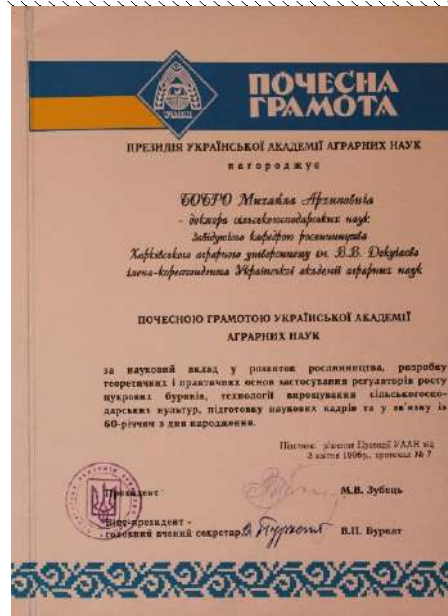 ПОЧЕСНА
ГРАМОТА
УААН
ПРЕЗИДІЯ УКРАЇНСЬКОЇ АКАДЕМІЇ АГРАРНИХ НАУК
нагороджує
БОБРО Михайла Архиповича
- доктора сільськогосподарських наук
завідуючого кафедрою рослинництва
Харківського аграрного університету ім. В.В. Докучаєва
члена-кореспондента Української академії аграрних наук
ПОЧЕСНОЮ ГРАМОТОЮ УКРАЇНСЬКОЇ АКАДЕМІЇ
АГРАРНИХ НАУК
за науковий вклад у розвиток рослинництва, розробку
теоретичних і практичних основ застосування регуляторів росту
цукрових буряків, технології вирощування сільськогоспо-
дарських культур, підготовку наукових кадрів та у зв'язку із
60-річчям з дня народження.
Підстава: рішення Президії УААН від
3 квітня 1996р., протокол № 7
Президент
М.В. Зубець
Віце-президент -
головний вчений секретар
В.П. Буркат